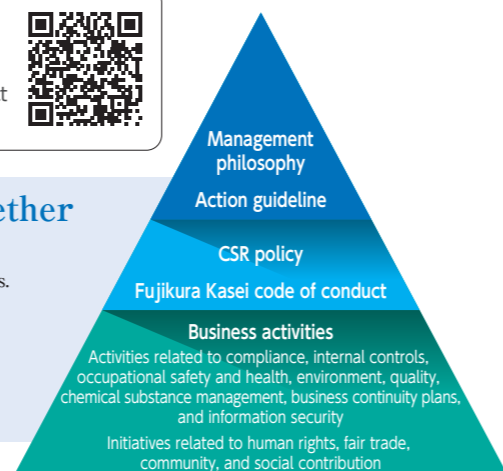 Management
philosophy
Action guideline
CSR policy
Fujikura Kasei code of conduct
Business activities
Activities related to compliance, internal controls,
occupational safety and health, environment, quality,
chemical substance management, business continuity plans,
and information security
Initiatives related to human rights, fair trade,
community, and social contribution